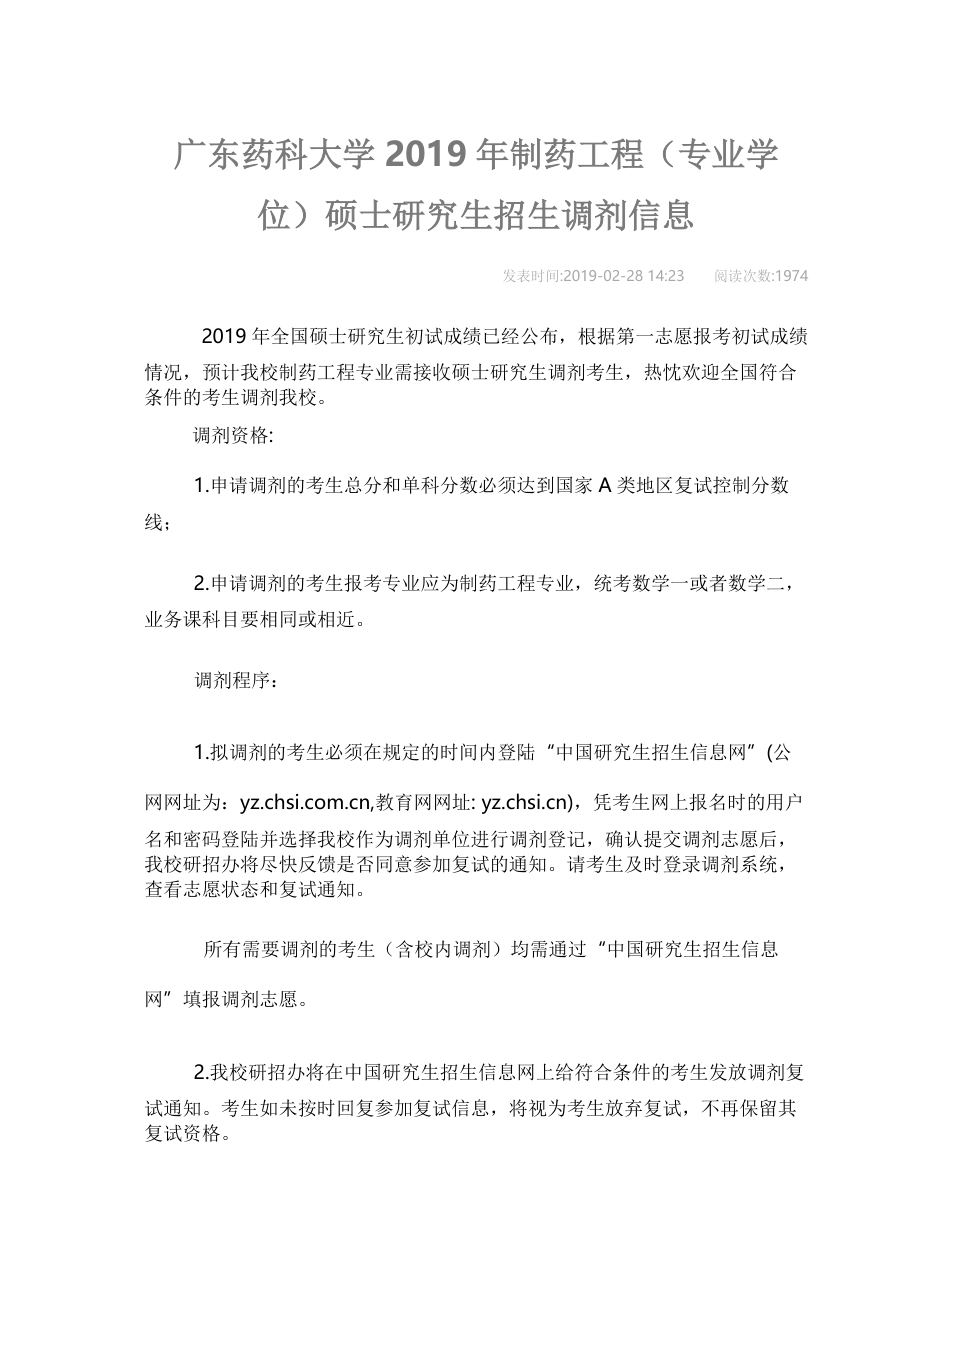 广东药科大学 2019 年制药工程（专业学
位）硕士研究生招生调剂信息
发表时间:2019-02-28 14:23 阅读次数:1974
2019 年全国硕士研究生初试成绩已经公布，根据第一志愿报考初试成绩
情况，预计我校制药工程专业需接收硕士研究生调剂考生，热忱欢迎全国符合
条件的考生调剂我校。
调剂资格:
1.申请调剂的考生总分和单科分数必须达到国家 A 类地区复试控制分数
线；
2.申请调剂的考生报考专业应为制药工程专业，统考数学一或者数学二，
业务课科目要相同或相近。
调剂程序：
1.拟调剂的考生必须在规定的时间内登陆“中国研究生招生信息网”(公
网网址为：yz.chsi.com.cn,教育网网址: yz.chsi.cn)，凭考生网上报名时的用户
名和密码登陆并选择我校作为调剂单位进行调剂登记，确认提交调剂志愿后，
我校研招办将尽快反馈是否同意参加复试的通知。请考生及时登录调剂系统，
查看志愿状态和复试通知。
所有需要调剂的考生（含校内调剂）均需通过“中国研究生招生信息
网”填报调剂志愿。
2.我校研招办将在中国研究生招生信息网上给符合条件的考生发放调剂复
试通知。考生如未按时回复参加复试信息，将视为考生放弃复试，不再保留其
复试资格。